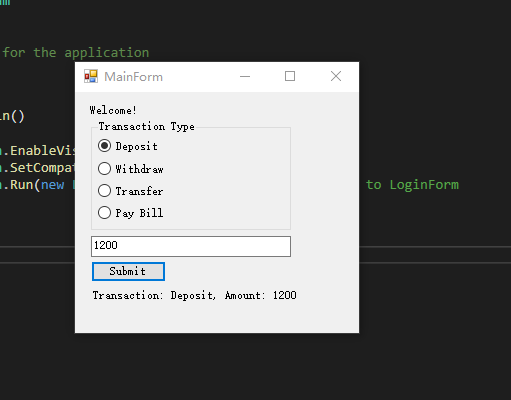 for the application
MainForm
in()
Welcome!
Transaction Type
Deposit
.EnableVis
Withdraw
.SetCompat
.Run(new
to LoginForm
Transfer
Pay Bill
1200
Submit
Transaction: Deposit, Amount: 1200